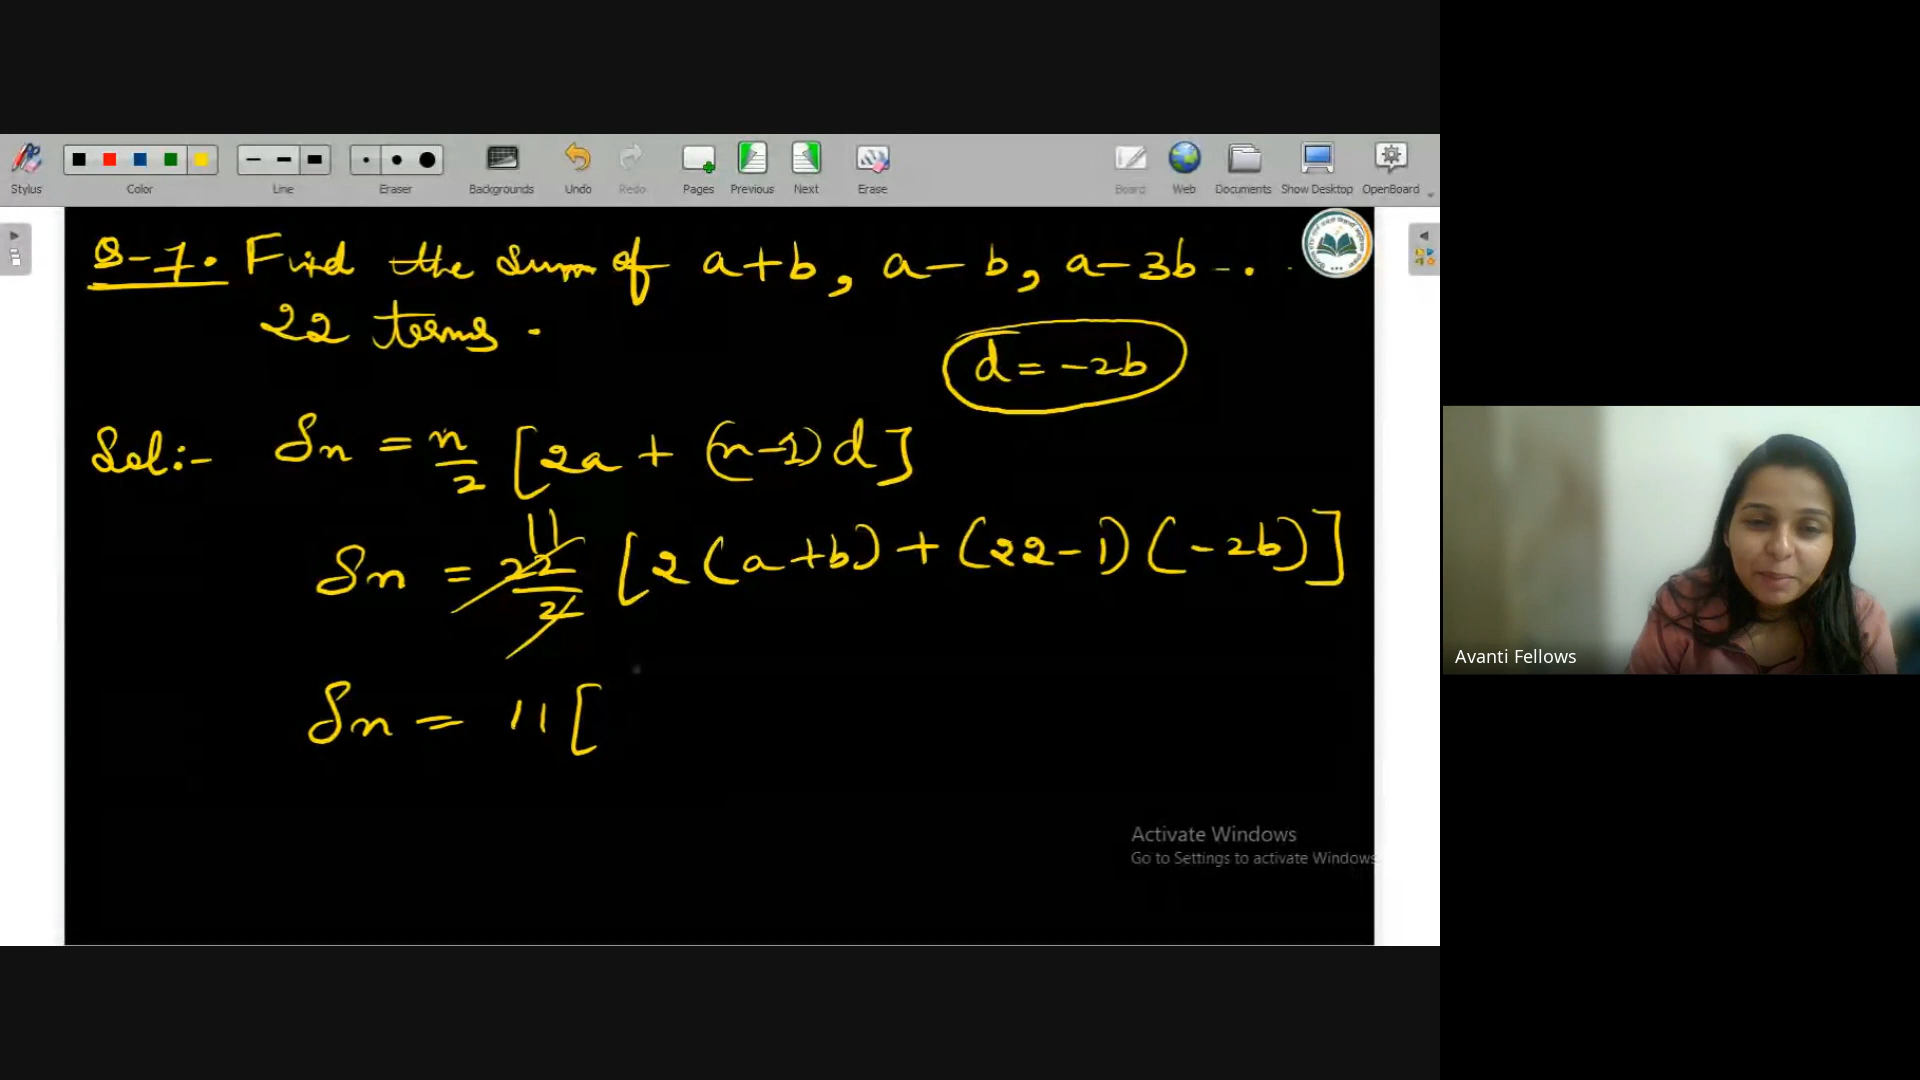 Stylus Color Line Eraser Backgrounds Undo Redo Pages Previous Next Erase Board Web Documents Show Desktop OpenBoard
Q-7. Find the sum of a+b, a-b, a-3b -. . .
22 terms.
d = -2b
Sol:- Sn = n/2 [2a + (n-1)d]
Sn = 22/2 11 [2(a+b) + (22-1)(-2b)]
Sn = 11[
Activate Windows
Go to Settings to activate Windows.
Avanti Fellows